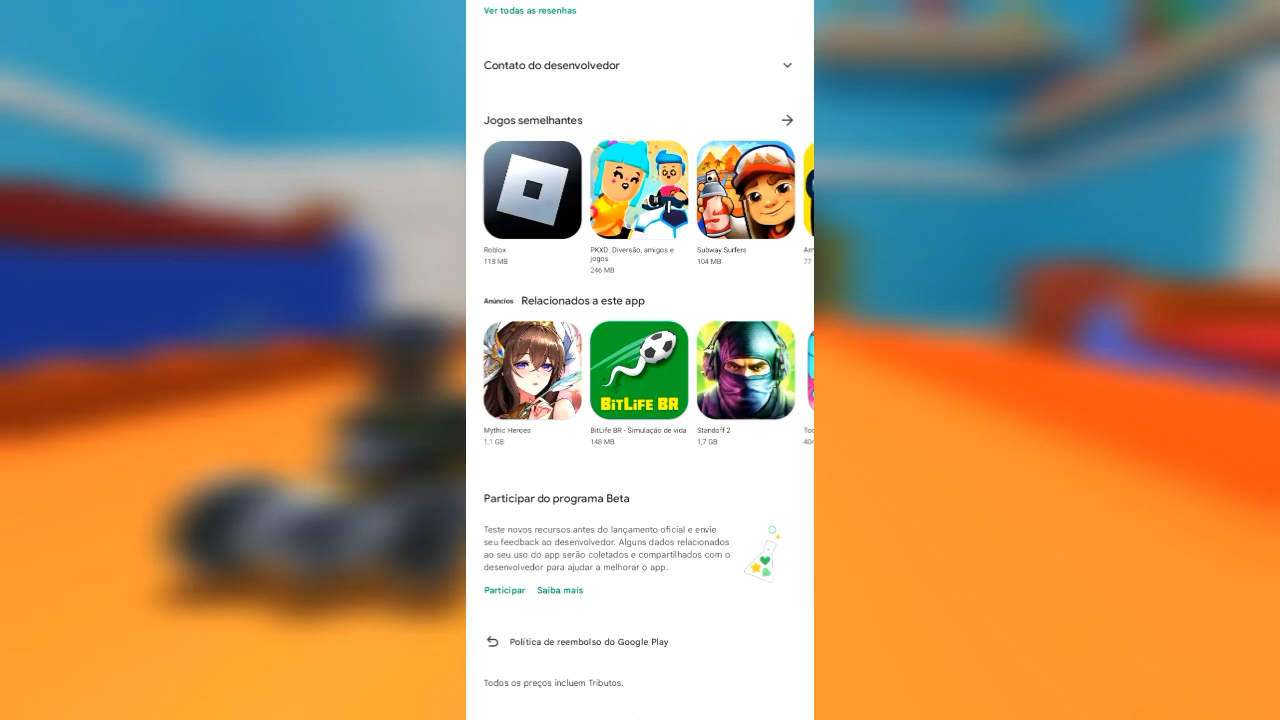 Ver todas as resenhas
Contato do desenvolvedor
Jogos semelhantes
Roblox
118 MB
PKXD: Diversão, amigos e
jogos
246 MB
Subway Surfers
104 MB
Am
77
Anúncios Relacionados a este app
BITLIFE BR
Mythic Heroes
1,1 GB
BitLife BR - Simulação de vida
148 MB
Standoff 2
1,7 GB
Toc
404
Participar do programa Beta
Teste novos recursos antes do lançamento oficial e envie
seu feedback ao desenvolvedor. Alguns dados relacionados
ao seu uso do app serão coletados e compartilhados com o
desenvolvedor para ajudar a melhorar o app.
Participar Saiba mais
Política de reembolso do Google Play
Todos os preços incluem Tributos.